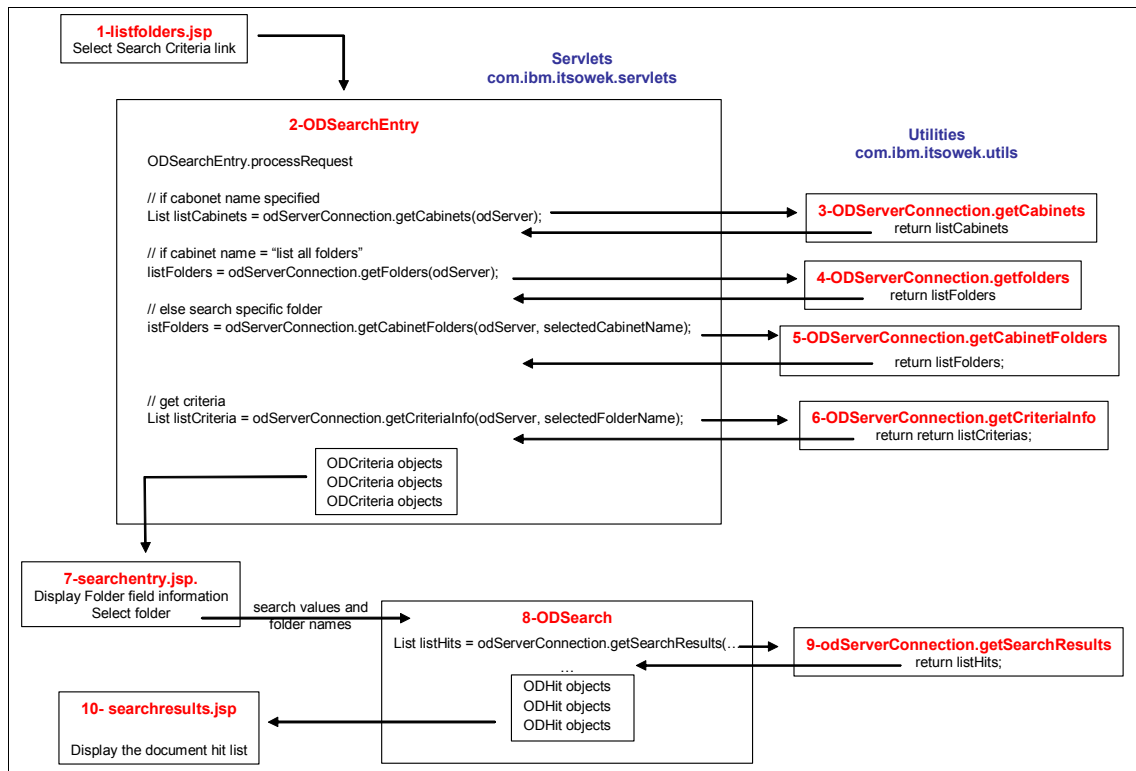 1-listfolders.jsp
Select Search Criteria link
Servlets
com.ibm.itsowek.servlets
2-ODSearchEntry
Utilities
com.ibm.itsowek.utils
ODSearchEntry.processRequest
// if cabonet name specified
List listCabinets = odServerConnection.getCabinets(odServer);
3-ODServerConnection.getCabinets
return listCabinets
// if cabinet name = “list all folders”
listFolders = odServerConnection.getFolders(odServer);
4-ODServerConnection.getfolders
return listFolders
// else search specific folder
istFolders = odServerConnection.getCabinetFolders(odServer, selectedCabinetName);
5-ODServerConnection.getCabinetFolders
return listFolders;
// get criteria
List listCriteria = odServerConnection.getCriteriaInfo(odServer, selectedFolderName);
6-ODServerConnection.getCriteriaInfo
return return listCriterias;
ODCriteria objects
ODCriteria objects
ODCriteria objects
7-searchentry.jsp.
Display Folder field information
Select folder
search values and
folder names
8-ODSearch
List listHits = odServerConnection.getSearchResults(…
…
9-odServerConnection.getSearchResults
return listHits;
ODHit objects
ODHit objects
ODHit objects
10- searchresults.jsp
Display the document hit list